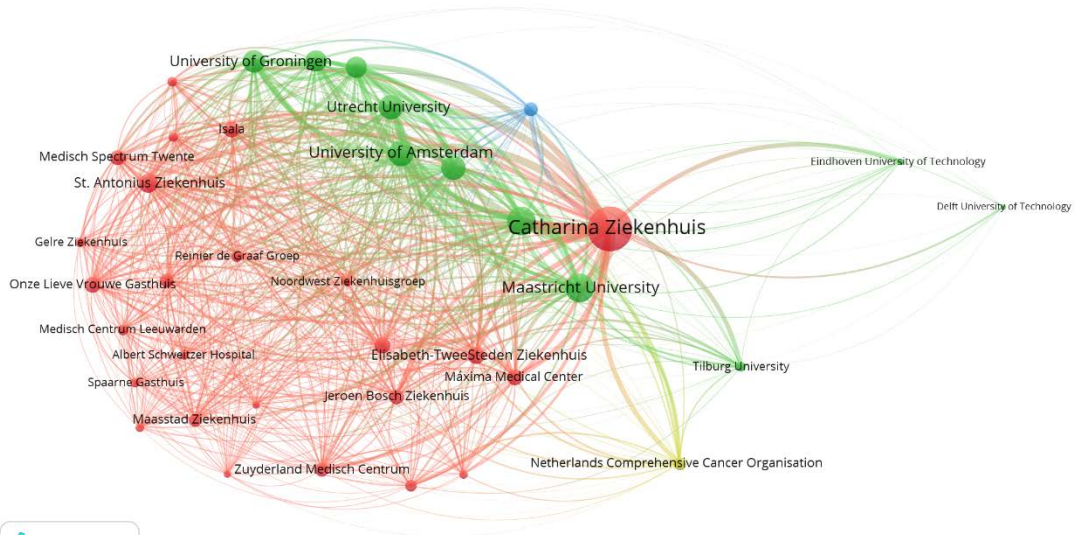 University of Groningen
Utrecht University
Isala
University of Amsterdam
Medisch Spectrum Twente
Eindhoven University of Technology
St. Antonius Ziekenhuis
Delft University of Technology
Catharina Ziekenhuis
Gelre Ziekenhuis
Reinier de Graaf Groep
Onze Lieve Vrouwe Gasthuis
Noordwest Ziekenhuisgroep
Maastricht University
Medisch Centrum Leeuwarden
Albert Schweitzer Hospital
Elisabeth-TweeSteden Ziekenhuis
Tilburg University
Spaarne Gasthuis
Máxima Medical Center
Jeroen Bosch Ziekenhuis
Maasstad Ziekenhuis
Netherlands Comprehensive Cancer Organisation
Zuyderland Medisch Centrum